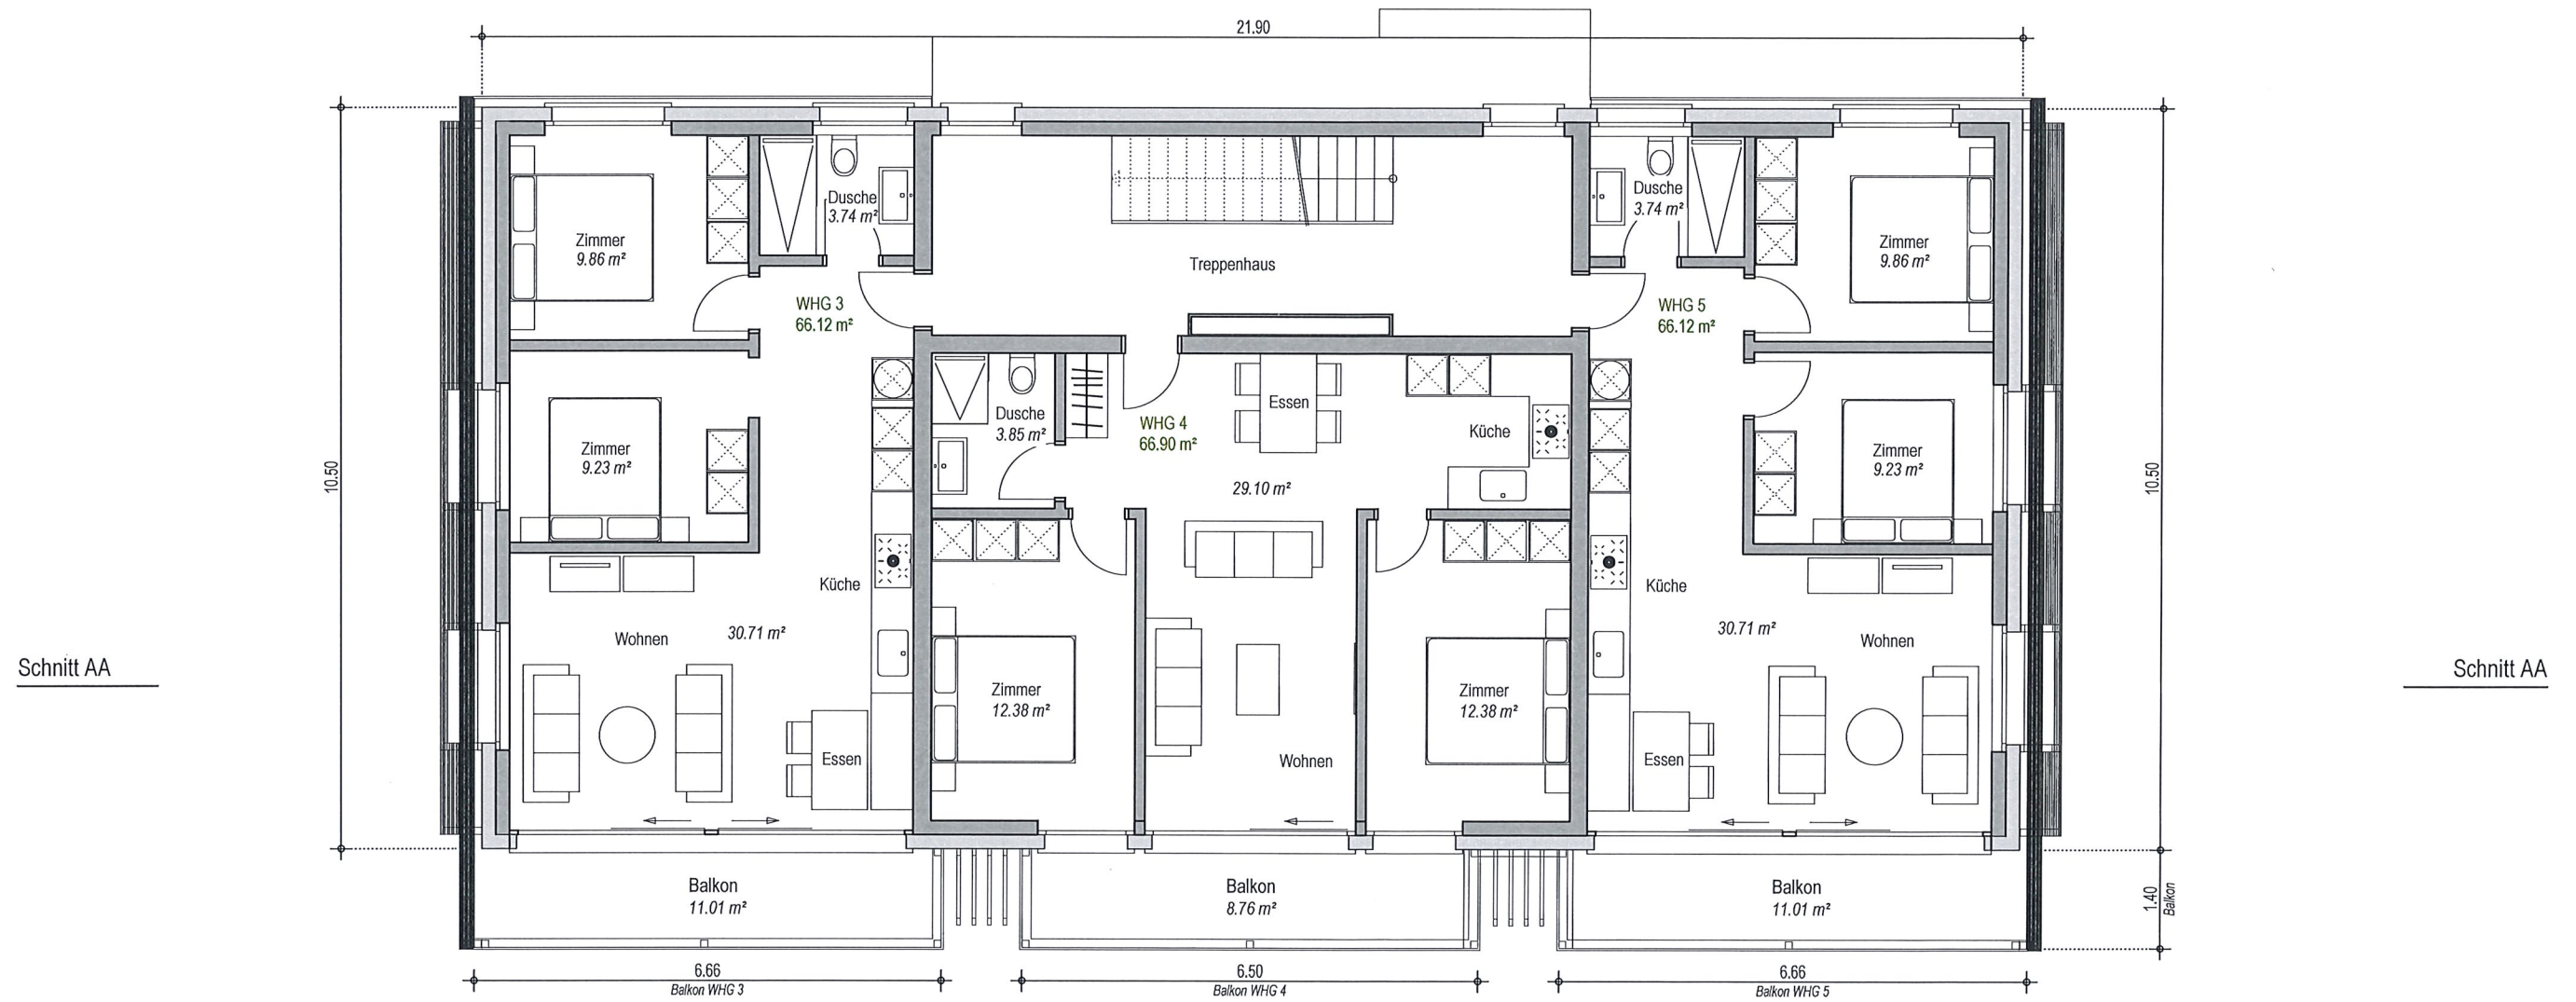 21.90
Dusche
3.74 m²
Dusche
3.74 m²
Zimmer
9.86 m²
Zimmer
9.86 m²
Treppenhaus
WHG 3
66.12 m²
WHG 5
66.12 m²
Essen
Dusche
3.85 m²
WHG 4
66.90 m²
Küche
Zimmer
9.23 m²
Zimmer
9.23 m²
10.50
10.50
29.10 m²
Küche
Küche
Wohnen
30.71 m²
30.71 m²
Wohnen
Schnitt AA
Schnitt AA
Zimmer
12.38 m²
Zimmer
12.38 m²
Essen
Wohnen
Essen
Balkon
11.01 m²
Balkon
8.76 m²
Balkon
11.01 m²
1.40
Balkon
6.66
Balkon WHG 3
6.50
Balkon WHG 4
6.66
Balkon WHG 5